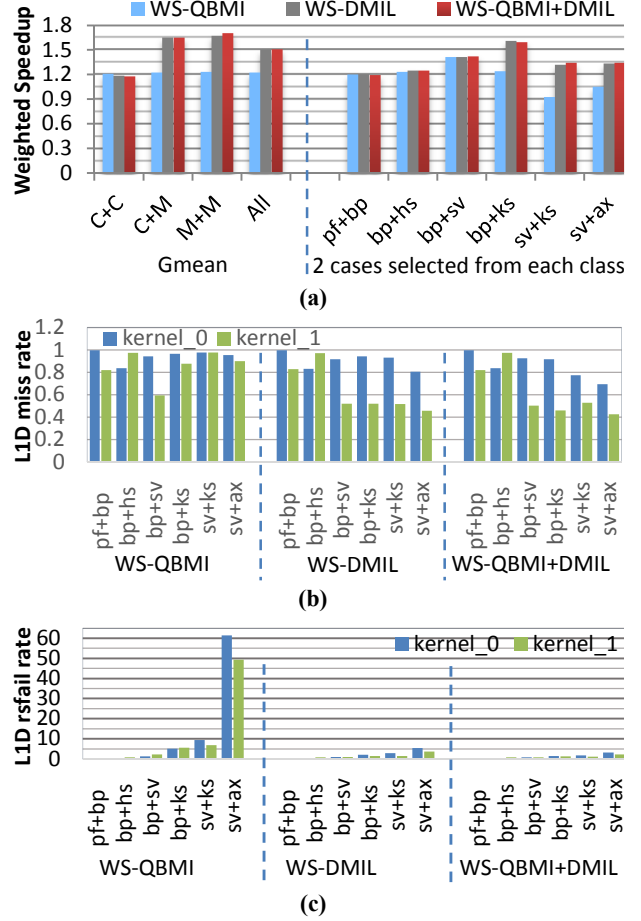 WS-QBMI WS-DMIL WS-QBMI+DMIL
Weighted Speedup
1.8
1.5
1.2
0.9
0.6
0.3
0
C+C C+M M+M All pf+bp bp+hs bp+sv bp+ks sv+ks sv+ax
Gmean 2 cases selected from each class
(a)
L1D miss rate
kernel_0 kernel_1
1.2
1
0.8
0.6
0.4
0.2
0
pf+bp bp+hs bp+sv bp+ks sv+ks sv+ax pf+bp bp+hs bp+sv bp+ks sv+ks sv+ax pf+bp bp+hs bp+sv bp+ks sv+ks sv+ax
WS-QBMI WS-DMIL WS-QBMI+DMIL
(b)
L1D rsfail rate
kernel_0 kernel_1
60
50
40
30
20
10
0
pf+bp bp+hs bp+sv bp+ks sv+ks sv+ax pf+bp bp+hs bp+sv bp+ks sv+ks sv+ax pf+bp bp+hs bp+sv bp+ks sv+ks sv+ax
WS-QBMI WS-DMIL WS-QBMI+DMIL
(c)